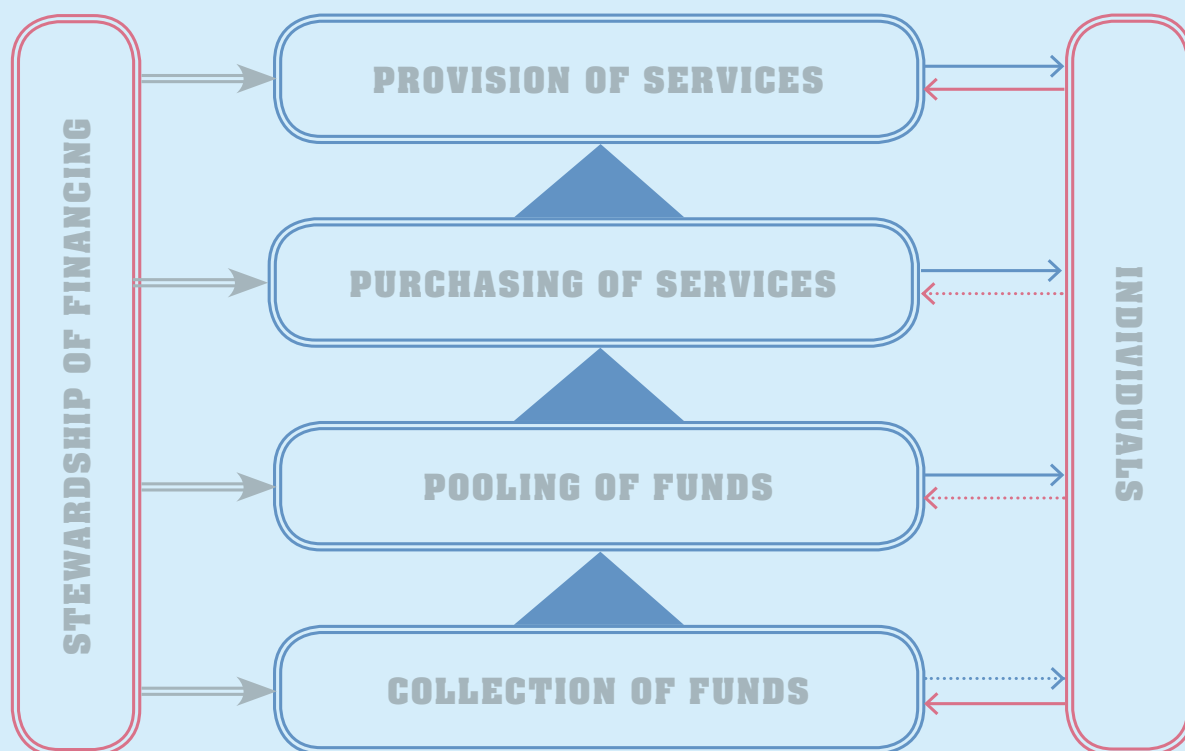 STEWARDSHIP OF FINANCING
PROVISION OF SERVICES
PURCHASING OF SERVICES
POOLING OF FUNDS
COLLECTION OF FUNDS
INDIVIDUALS